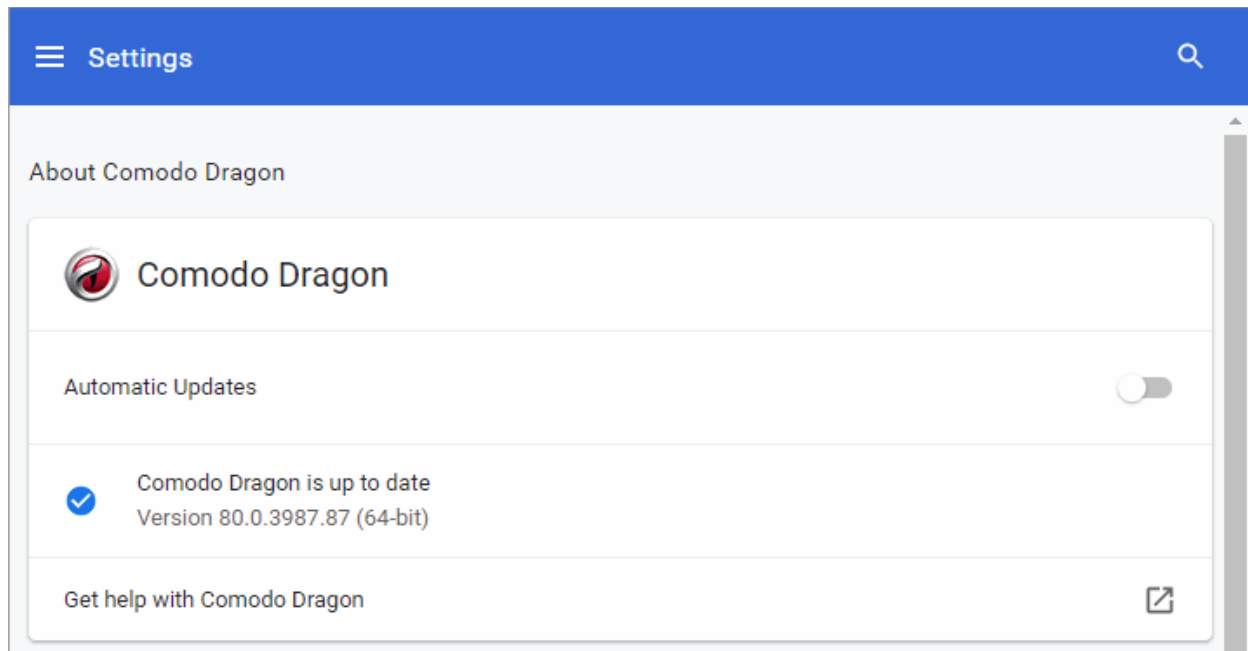 Settings
About Comodo Dragon
Comodo Dragon
Automatic Updates
Comodo Dragon is up to date
Version 80.0.3987.87 (64-bit)
Get help with Comodo Dragon